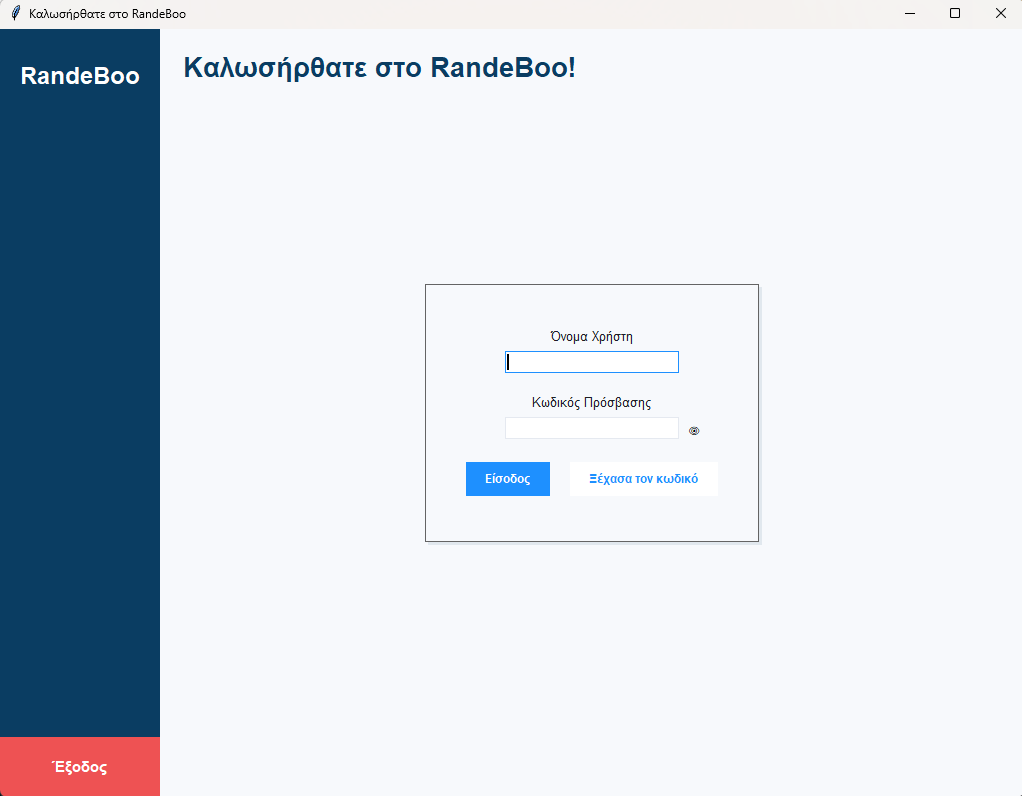 Καλωσήρθατε στο RandeBoo
RandeBoo
Καλωσήρθατε στο RandeBoo!
Όνομα Χρήστη
Κωδικός Πρόσβασης
Είσοδος
Ξέχασα τον κωδικό
Έξοδος